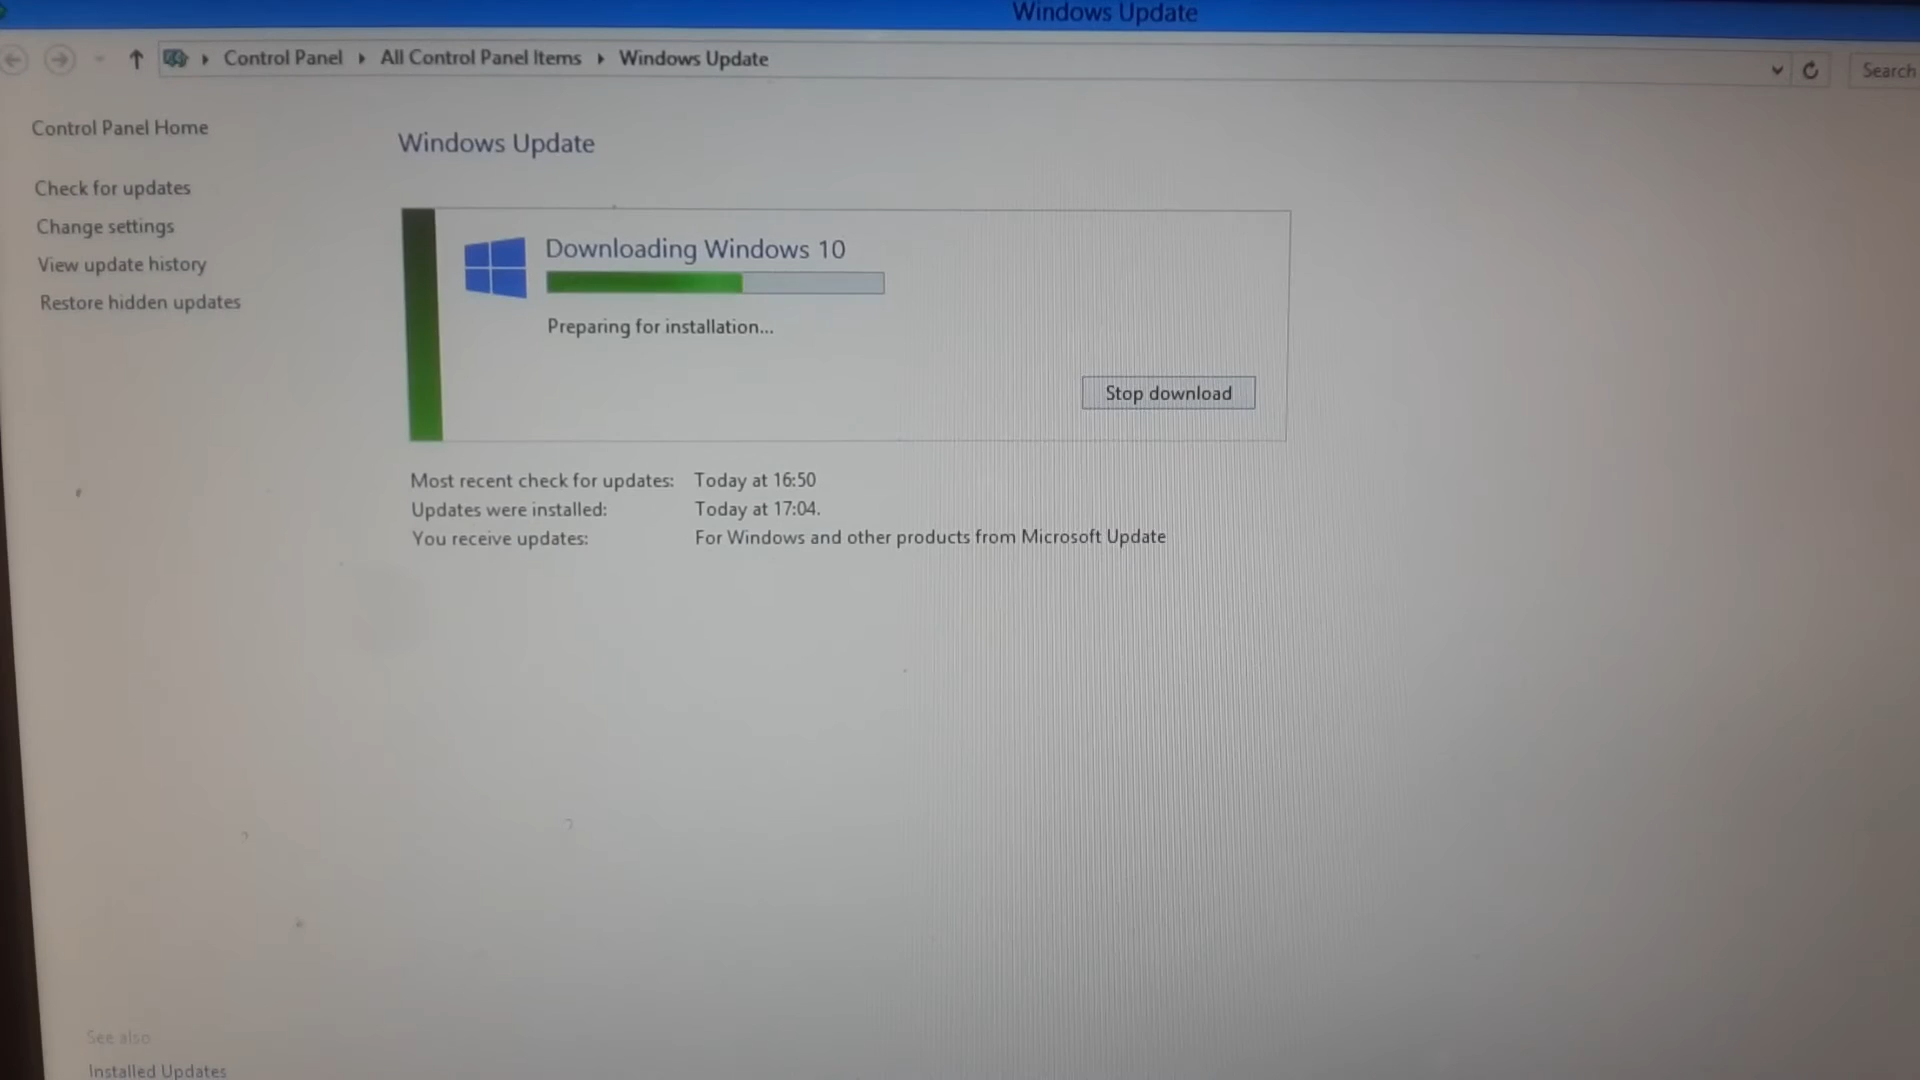 Windows Update
Control Panel
All Control Panel Items
Windows Update
Search
Control Panel Home
Check for updates
Change settings
View update history
Restore hidden updates
Windows Update
Downloading Windows 10
Preparing for installation...
Stop download
Most recent check for updates: Today at 16:50
Updates were installed: Today at 17:04.
You receive updates: For Windows and other products from Microsoft Update
See also
Installed Updates